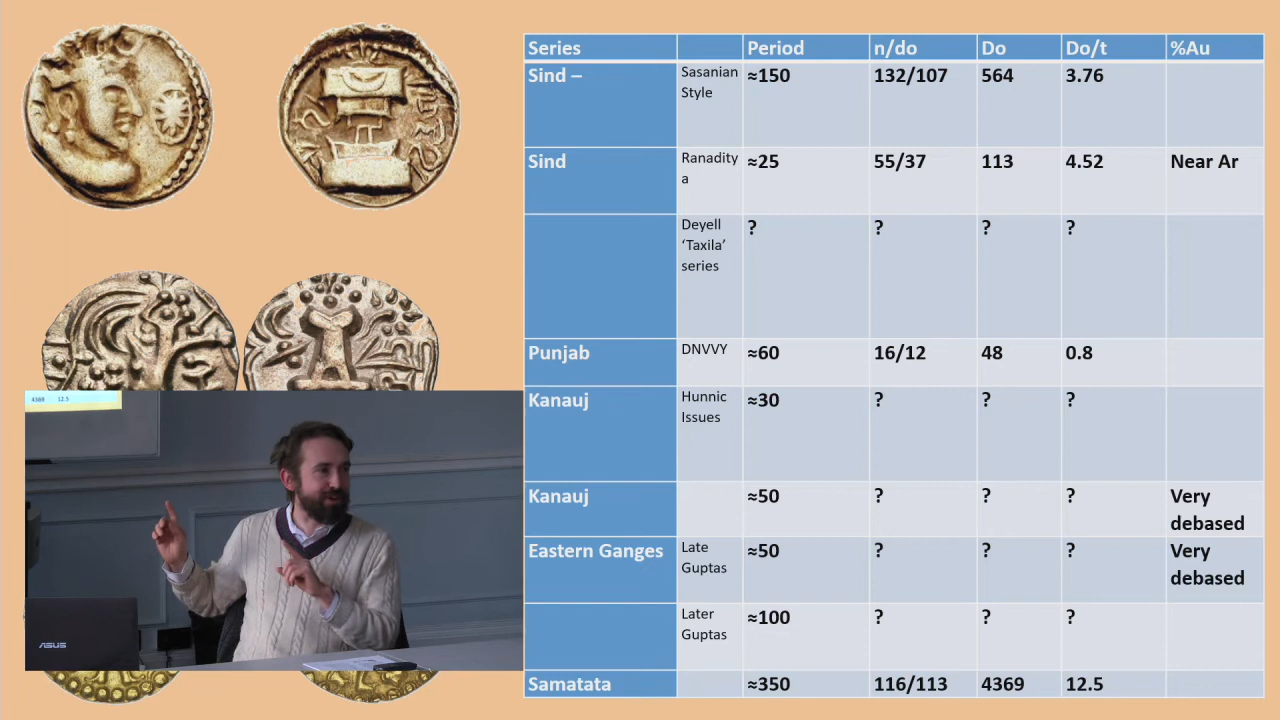 Series Period n/do Do Do/t %Au
Sind – Sasanian ≈150 132/107 564 3.76
Style
Sind Ranadity ≈25 55/37 113 4.52 Near Ar
a
Deyell ? ? ? ?
‘Taxila’
series
Punjab DNVVY ≈60 16/12 48 0.8
Kanauj Hunnic ≈30 ? ? ?
Issues
Kanauj ≈50 ? ? ? Very
debased
Eastern Ganges Late ≈50 ? ? ? Very
Guptas debased
Later ≈100 ? ? ?
Guptas
Samatata ≈350 116/113 4369 12.5
4369 12.5
ASUS